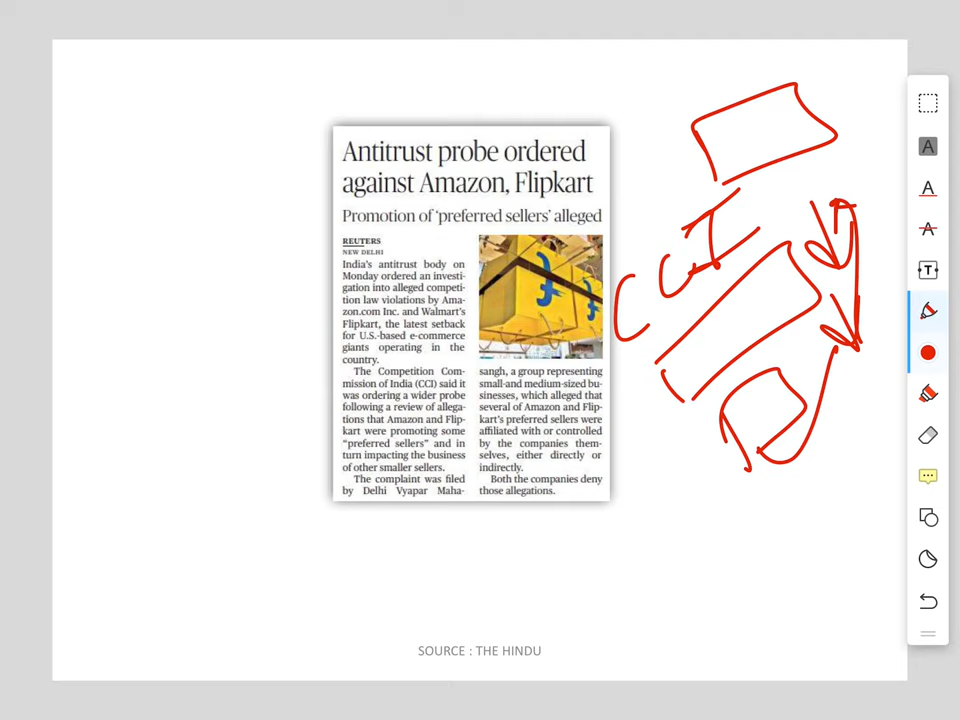 Antitrust probe ordered
against Amazon, Flipkart
Promotion of ‘preferred sellers’ alleged
REUTERS
NEW DELHI
India's antitrust body on
Monday ordered an investi-
gation into alleged competi-
tion law violations by Ama-
zon.com Inc. and Walmart's
Flipkart, the latest setback
for U.S.-based e-commerce
giants operating in the
country.
The Competition Com-
mission of India (CCI) said it
was ordering a wider probe
following a review of allega-
tions that Amazon and Flip-
kart were promoting some
“preferred sellers” and in
turn impacting the business
of other smaller sellers.
The complaint was filed
by Delhi Vyapar Maha-
sangh, a group representing
small-and medium-sized bu-
sinesses, which alleged that
several of Amazon and Flip-
kart's preferred sellers were
affiliated with or controlled
by the companies them-
selves, either directly or
indirectly.
Both the companies deny
those allegations.
CCI
SOURCE : THE HINDU
A
A
A
T